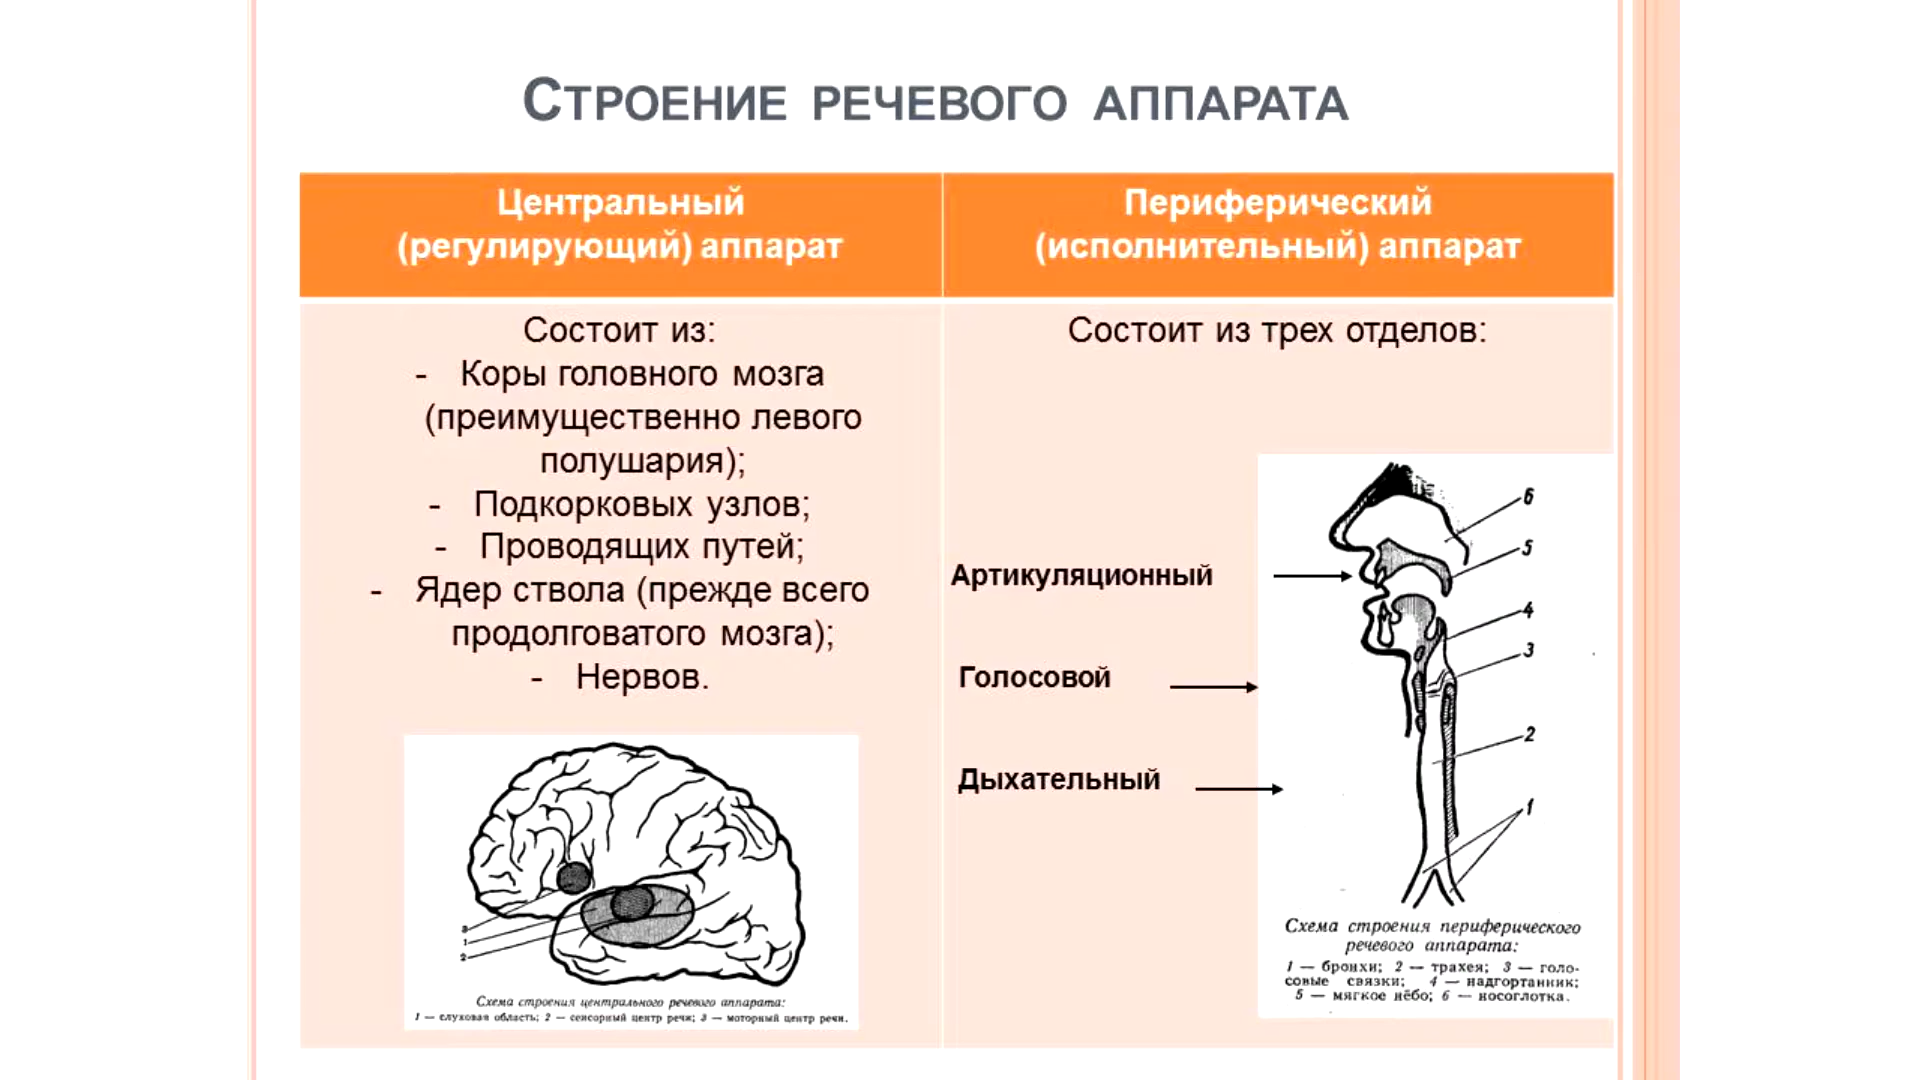 СТРОЕНИЕ РЕЧЕВОГО АППАРАТА
Центральный
(регулирующий) аппарат
Периферический
(исполнительный) аппарат
Состоит из:
- Коры головного мозга
(преимущественно левого
полушария);
- Подкорковых узлов;
- Проводящих путей;
- Ядер ствола (прежде всего
продолговатого мозга);
- Нервов.
3
1
2
Схема строения центрального речевого аппарата:
1 — слуховая область; 2 — сенсорный центр речи; 3 — моторный центр речи.
Состоит из трех отделов:
Артикуляционный
Голосовой
Дыхательный
6
5
4
3
2
1
Схема строения периферического
речевого аппарата:
1 — бронхи; 2 — трахея; 3 — голо-
совые связки; 4 — надгортанник;
5 — мягкое нёбо; 6 — носоглотка.